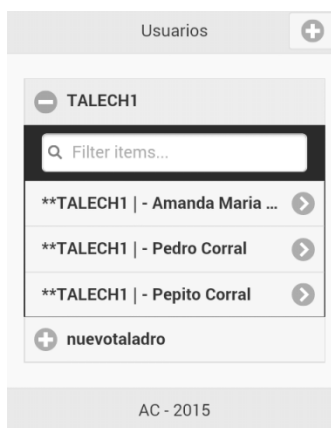 Usuarios
TALECH1
Filter items...
**TALECH1 | - Amanda Maria ...
**TALECH1 | - Pedro Corral
**TALECH1 | - Pepito Corral
nuevotaladro
AC - 2015